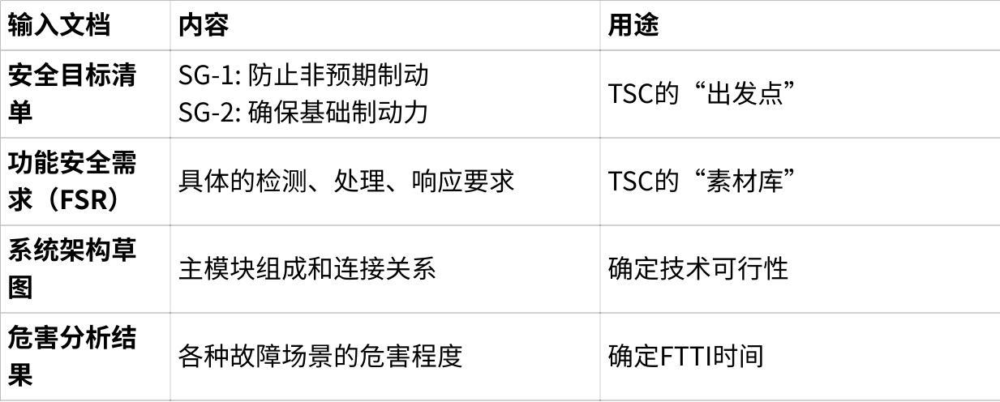 输入文档 内容 用途
安全目标清单 SG-1: 防止非预期制动
SG-2: 确保基础制动力 TSC的“出发点”
功能安全需求（FSR） 具体的检测、处理、响应要求 TSC的“素材库”
系统架构草图 主模块组成和连接关系 确定技术可行性
危害分析结果 各种故障场景的危害程度 确定FTTI时间